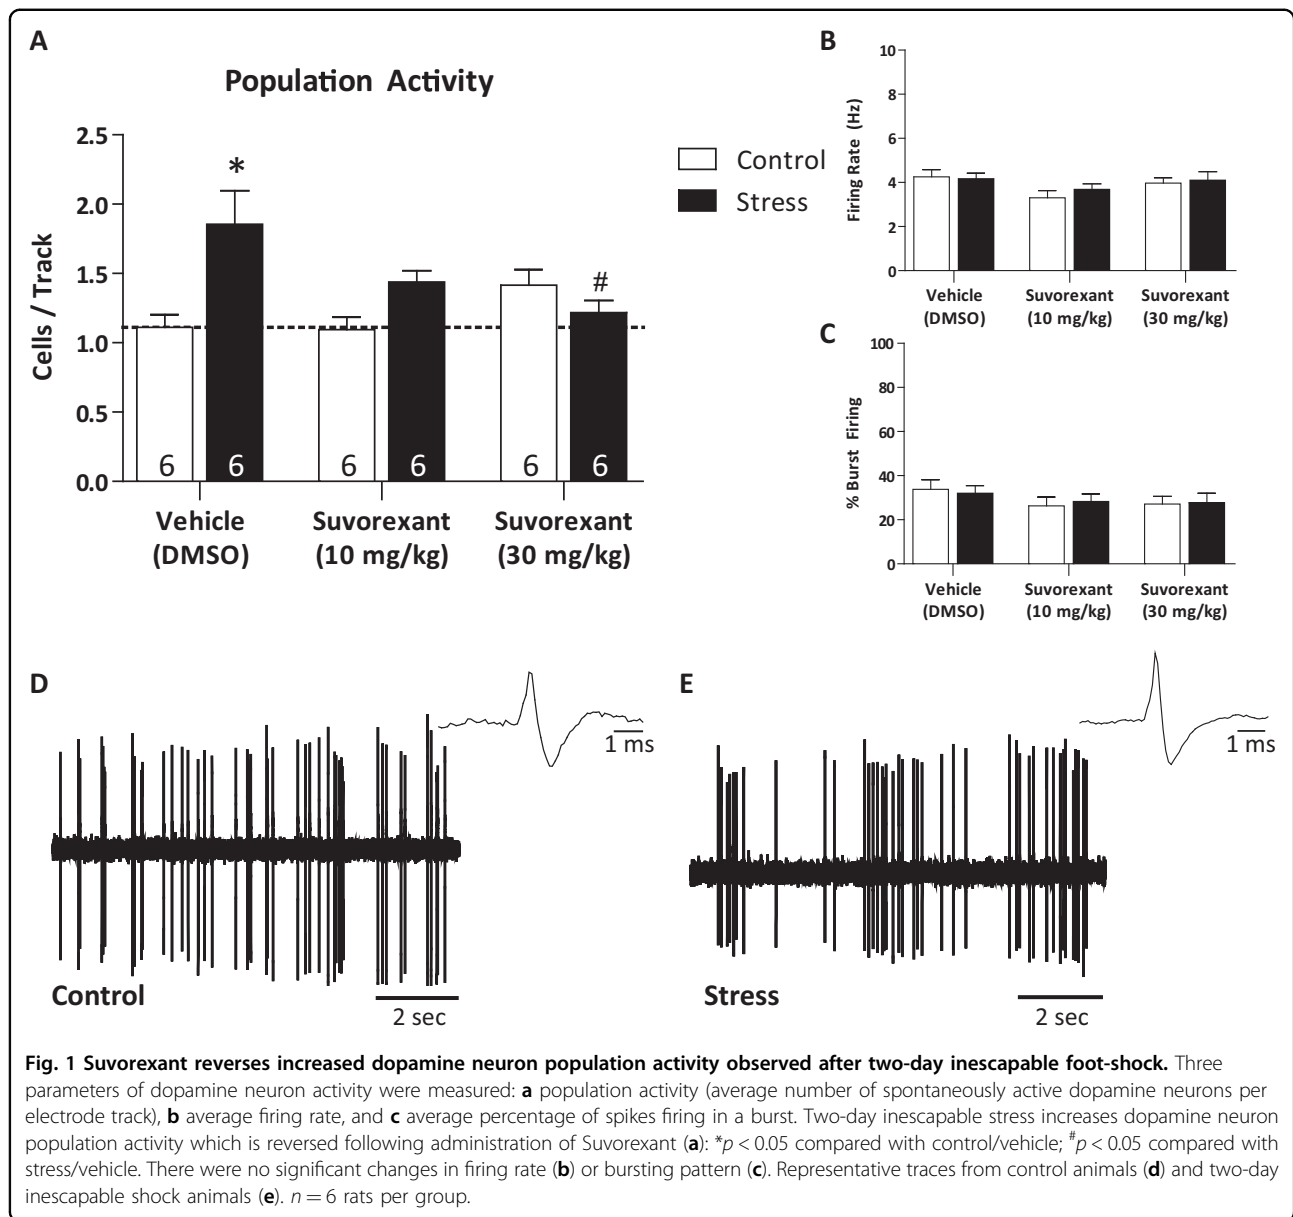 A
Population Activity
2.5
2.0
1.5
1.0
0.5
0.0
Cells / Track
*
#
6 6 6 6 6 6
Vehicle (DMSO)
Suvorexant (10 mg/kg)
Suvorexant (30 mg/kg)
Control
Stress
B
10
8
6
4
2
0
Firing Rate (Hz)
Vehicle (DMSO)
Suvorexant (10 mg/kg)
Suvorexant (30 mg/kg)
C
100
80
60
40
20
0
% Burst Firing
Vehicle (DMSO)
Suvorexant (10 mg/kg)
Suvorexant (30 mg/kg)
D
1 ms
Control
2 sec
E
1 ms
Stress
2 sec
Fig. 1 Suvorexant reverses increased dopamine neuron population activity observed after two-day inescapable foot-shock. Three
parameters of dopamine neuron activity were measured: a population activity (average number of spontaneously active dopamine neurons per
electrode track), b average firing rate, and c average percentage of spikes firing in a burst. Two-day inescapable stress increases dopamine neuron
population activity which is reversed following administration of Suvorexant (a): *p < 0.05 compared with control/vehicle; #p < 0.05 compared with
stress/vehicle. There were no significant changes in firing rate (b) or bursting pattern (c). Representative traces from control animals (d) and two-day
inescapable shock animals (e). n = 6 rats per group.